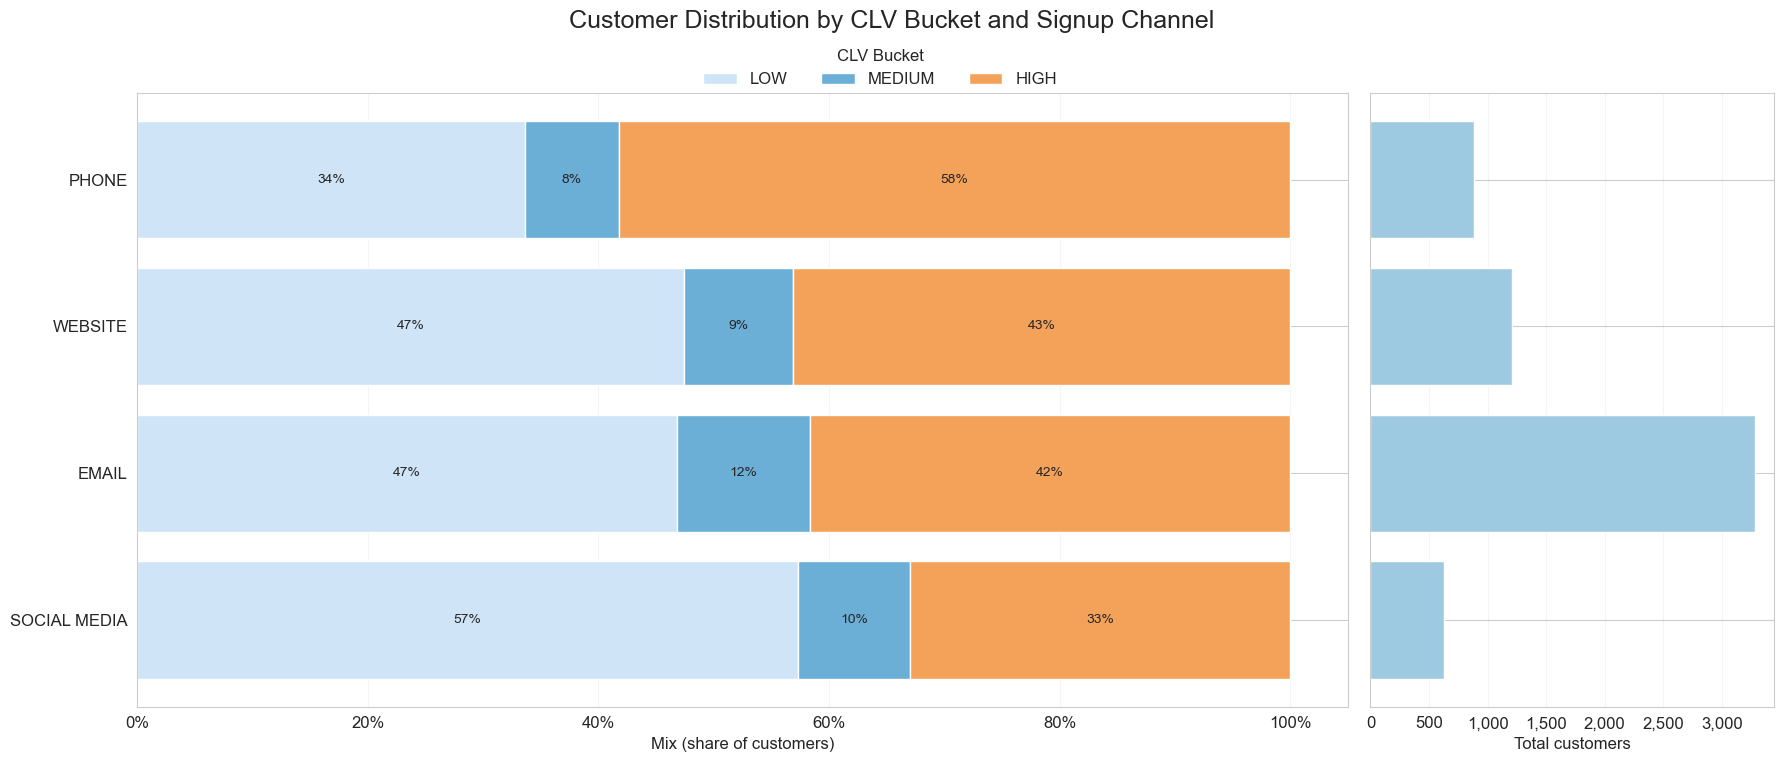 Customer Distribution by CLV Bucket and Signup Channel
CLV Bucket
LOW MEDIUM HIGH
PHONE 34% 8% 58%
WEBSITE 47% 9% 43%
EMAIL 47% 12% 42%
SOCIAL MEDIA 57% 10% 33%
0% 20% 40% 60% 80% 100%
Mix (share of customers)
0 500 1,000 1,500 2,000 2,500 3,000
Total customers